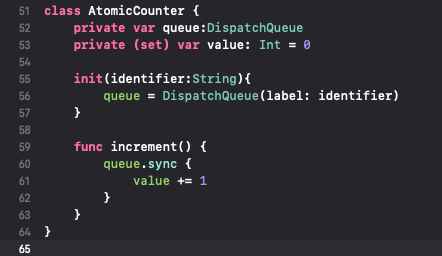 51 class AtomicCounter {
52     private var queue:DispatchQueue
53     private (set) var value: Int = 0
54
55     init(identifier:String){
56         queue = DispatchQueue(label: identifier)
57     }
58
59     func increment() {
60         queue.sync {
61             value += 1
62         }
63     }
64 }
65